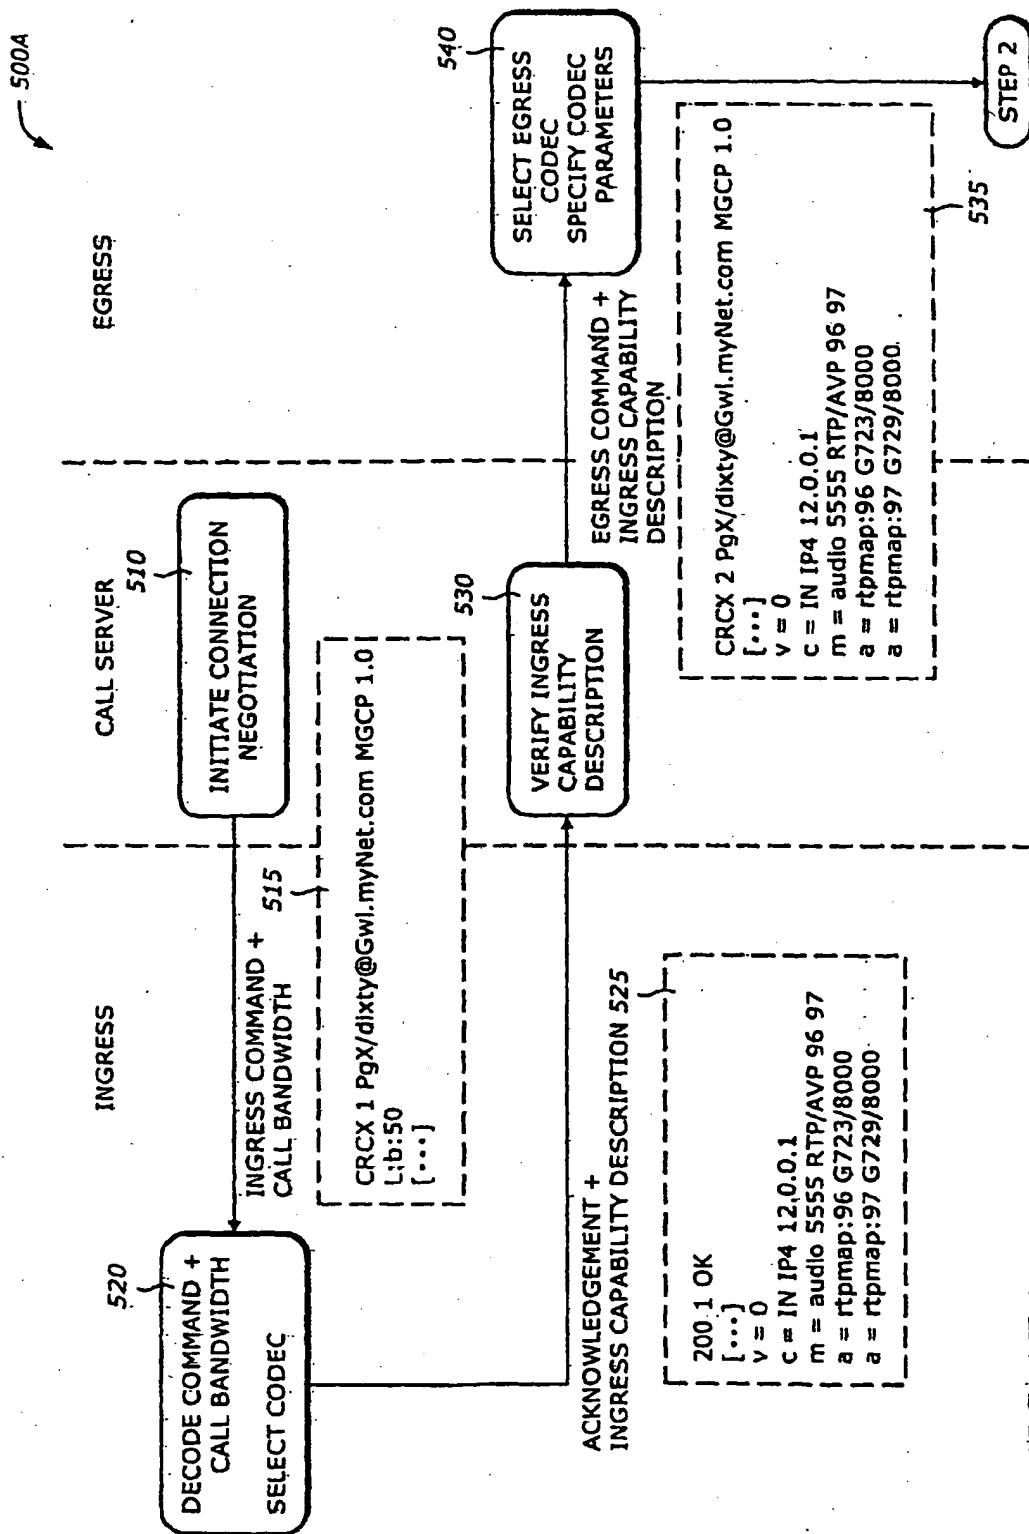 500A
INGRESS
CALL SERVER
EGRESS
510
INITIATE CONNECTION
NEGOTIATION
INGRESS COMMAND +
CALL BANDWIDTH
515
CRCX 1 PgX/dlxty@Gwl.myNet.com MGCP 1.0
L:b:50
[•••]
520
DECODE COMMAND +
CALL BANDWIDTH
SELECT CODEC
ACKNOWLEDGEMENT +
INGRESS CAPABILITY DESCRIPTION 525
200 1 OK
[•••]
v = 0
c = IN IP4 12.0.0.1
m = audio 5555 RTP/AVP 96 97
a = rtpmap:96 G723/8000
a = rtpmap:97 G729/8000
530
VERIFY INGRESS
CAPABILITY
DESCRIPTION
EGRESS COMMAND +
INGRESS CAPABILITY
DESCRIPTION
CRCX 2 PgX/dlxty@Gwl.myNet.com MGCP 1.0
[•••]
v = 0
c = IN IP4 12.0.0.1
m = audio 5555 RTP/AVP 96 97
a = rtpmap:96 G723/8000
a = rtpmap:97 G729/8000
535
540
SELECT EGRESS
CODEC
SPECIFY CODEC
PARAMETERS
STEP 2